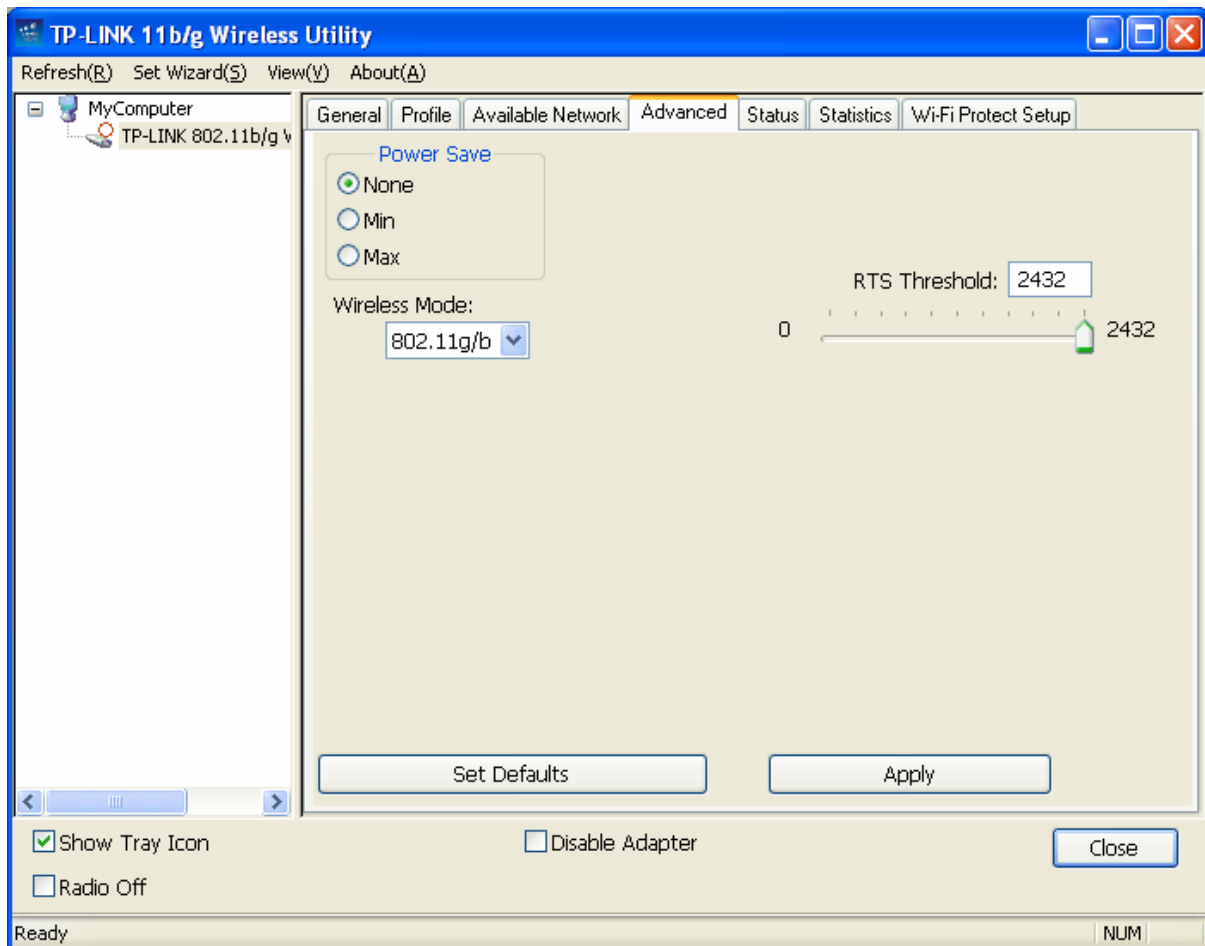 TP-LINK 11b/g Wireless Utility
Refresh(R) Set Wizard(S) View(V) About(A)
MyComputer
TP-LINK 802.11b/g
General Profile Available Network Advanced Status Statistics Wi-Fi Protect Setup
Power Save
None
Min
Max
RTS Threshold: 2432
Wireless Mode:
802.11g/b
0 2432
Set Defaults Apply
Show Tray Icon Disable Adapter Close
Radio Off
Ready NUM